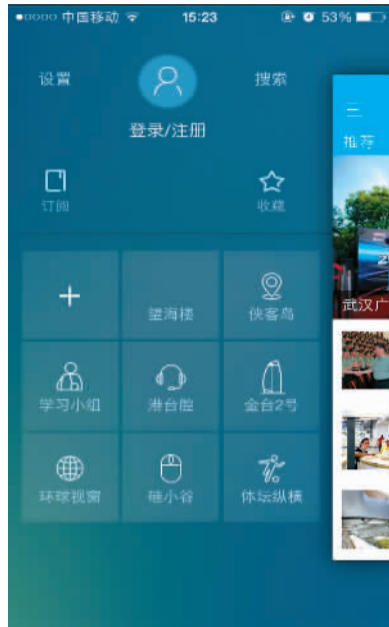 中国移动 15:23 53%
设置 搜索
登录/注册
订阅 收藏
望海楼 侠客岛
学习小组 港台腔 金台2号
环球视窗 硅小谷 体坛纵横
推荐
武汉广